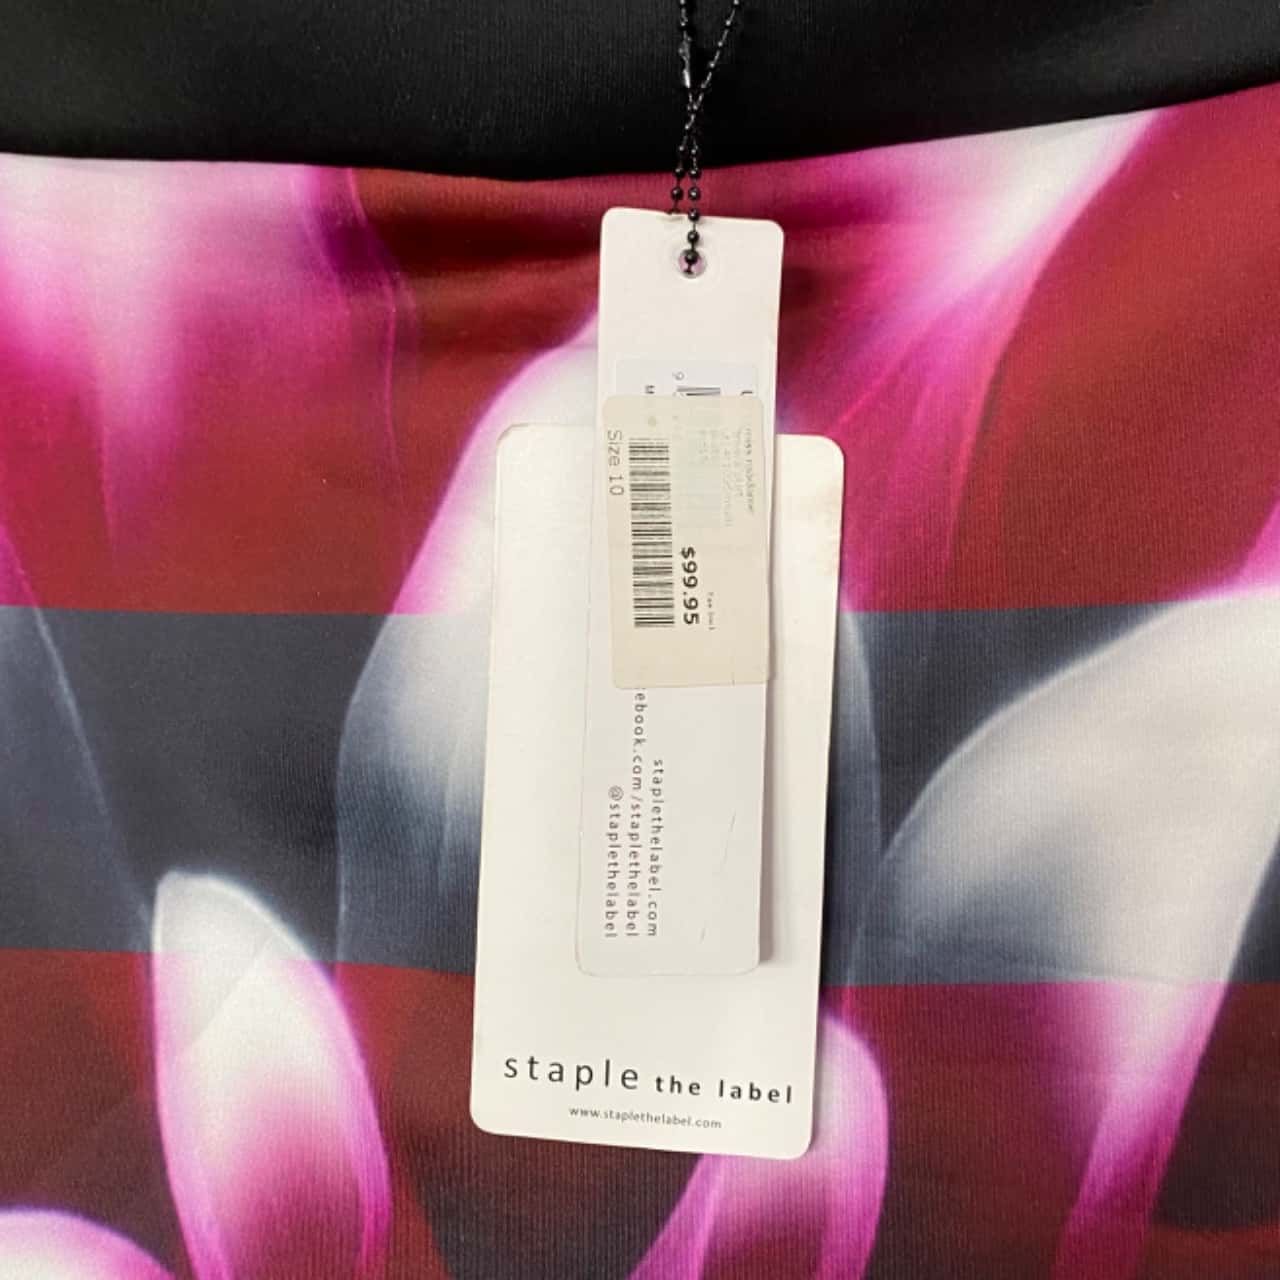 Size 10
$99.95
staplethelabel.com
ebook.com/staplethelabel
@staplethelabel
staple the label
www.staplethelabel.com